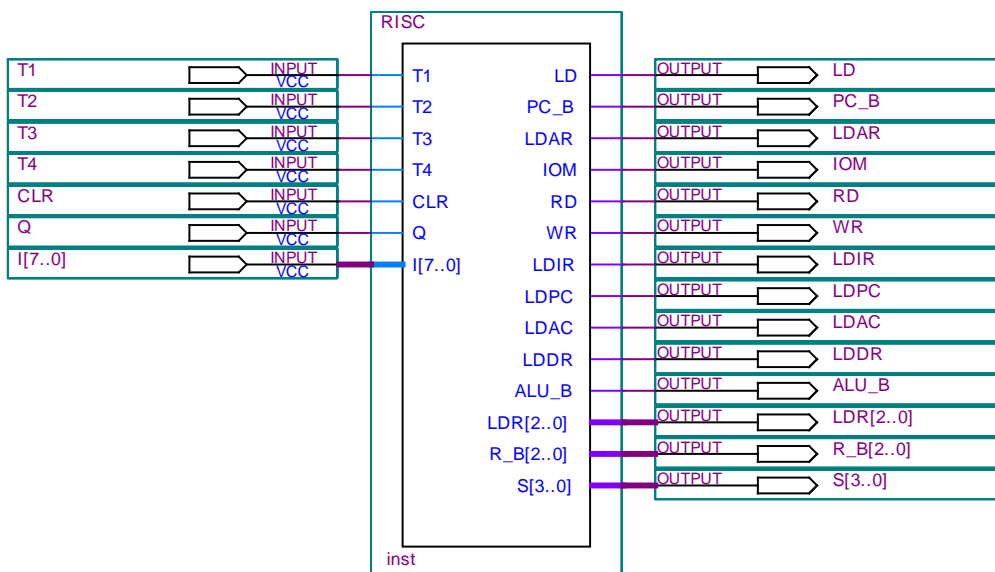 RISC
T1 INPUT VCC T1 LD OUTPUT LD
T2 INPUT VCC T2 PC_B OUTPUT PC_B
T3 INPUT VCC T3 LDAR OUTPUT LDAR
T4 INPUT VCC T4 IOM OUTPUT IOM
CLR INPUT VCC CLR RD OUTPUT RD
Q INPUT VCC Q WR OUTPUT WR
I[7..0] INPUT VCC I[7..0] LDIR OUTPUT LDIR
LDPC OUTPUT LDPC
LDAC OUTPUT LDAC
LDDR OUTPUT LDDR
ALU_B OUTPUT ALU_B
LDR[2..0] OUTPUT LDR[2..0]
R_B[2..0] OUTPUT R_B[2..0]
S[3..0] OUTPUT S[3..0]
inst